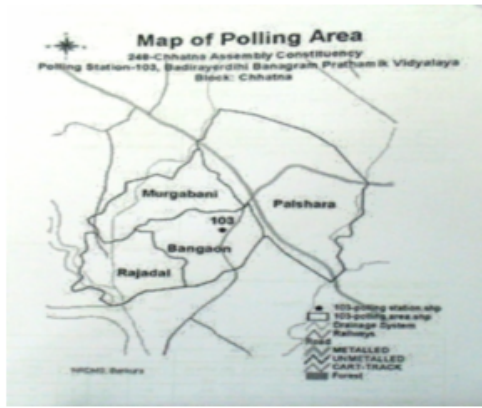 Map of Polling Area
248-Chhatna Assembly Constituency
Polling Station-103, Badirayerdihi Banagram Prathamik Vidyalaya
Block: Chhatna
Murgabani
Palshara
103
Bangaon
Rajadal
103-polling station.shp
103-polling area.shp
Drainage System
Railways
Road
METALLED
UNMETALLED
CART-TRACK
Forest
NRDMS, Bankura